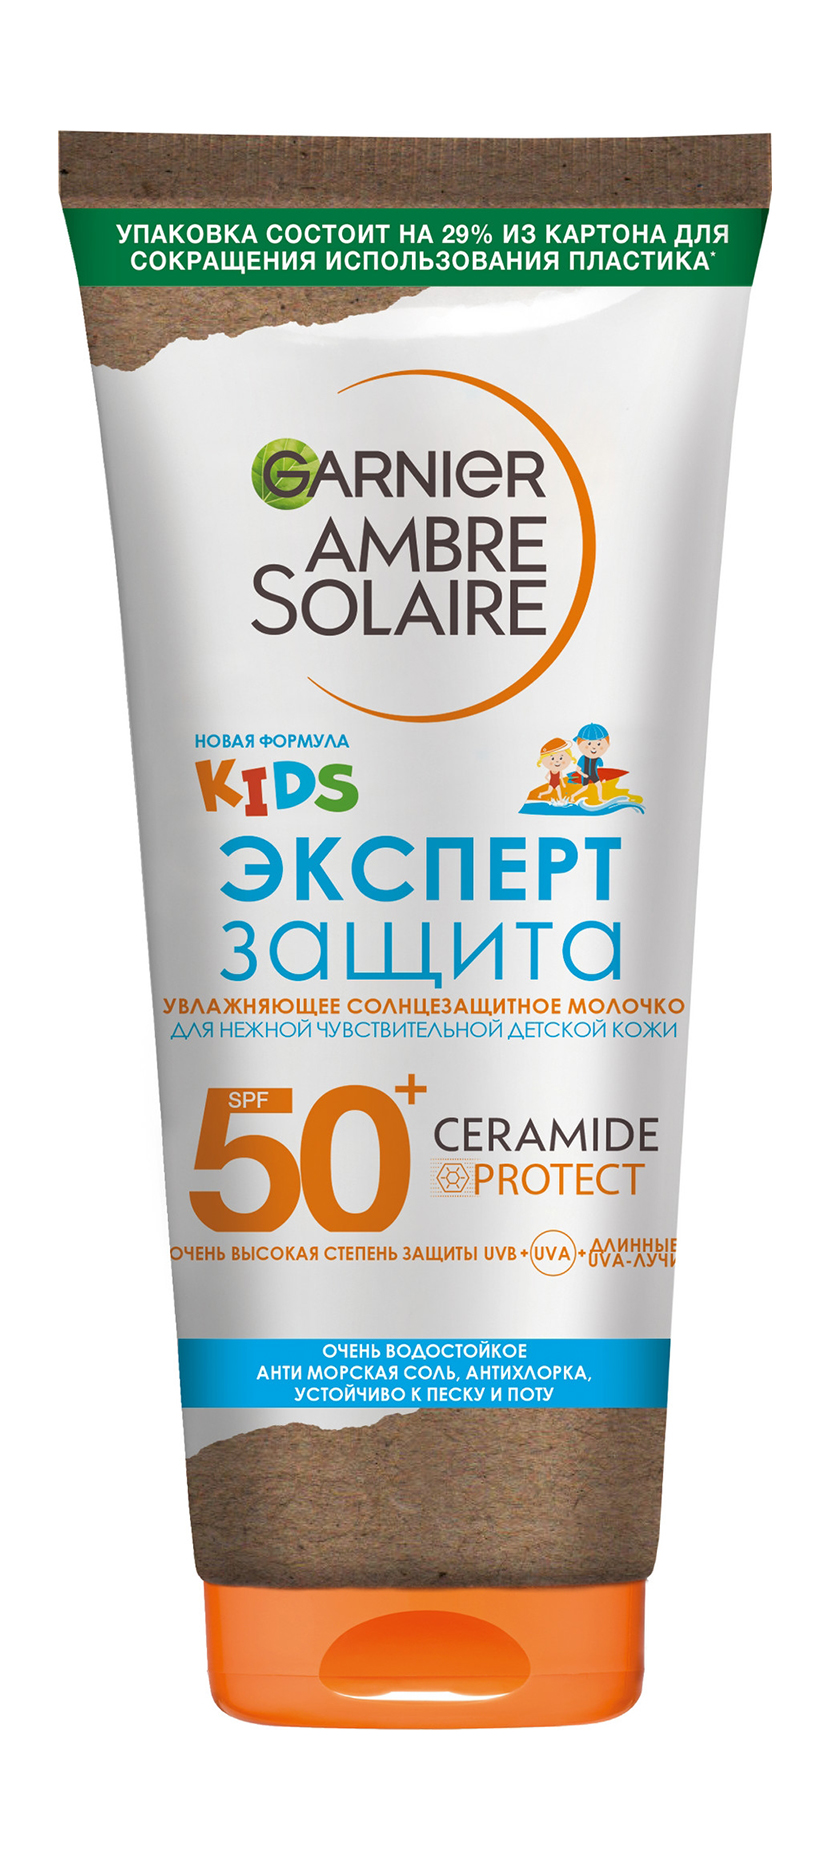 УПАКОВКА СОСТОИТ НА 29% ИЗ КАРТОНА ДЛЯ
СОКРАЩЕНИЯ ИСПОЛЬЗОВАНИЯ ПЛАСТИКА*
GARNIER
AMBRE
SOLAIRE
НОВАЯ ФОРМУЛА
KIDS
ЭКСПЕРТ
защита
УВЛАЖНЯЮЩЕЕ СОЛНЦЕЗАЩИТНОЕ МОЛОЧКО
ДЛЯ НЕЖНОЙ ЧУВСТВИТЕЛЬНОЙ ДЕТСКОЙ КОЖИ
SPF
50+
CERAMIDE
PROTECT
ОЧЕНЬ ВЫСОКАЯ СТЕПЕНЬ ЗАЩИТЫ UVB + UVA + ДЛИННЫЕ
UVA-ЛУЧИ
ОЧЕНЬ ВОДОСТОЙКОЕ
АНТИ МОРСКАЯ СОЛЬ, АНТИХЛОРКА,
УСТОЙЧИВО К ПЕСКУ И ПОТУ